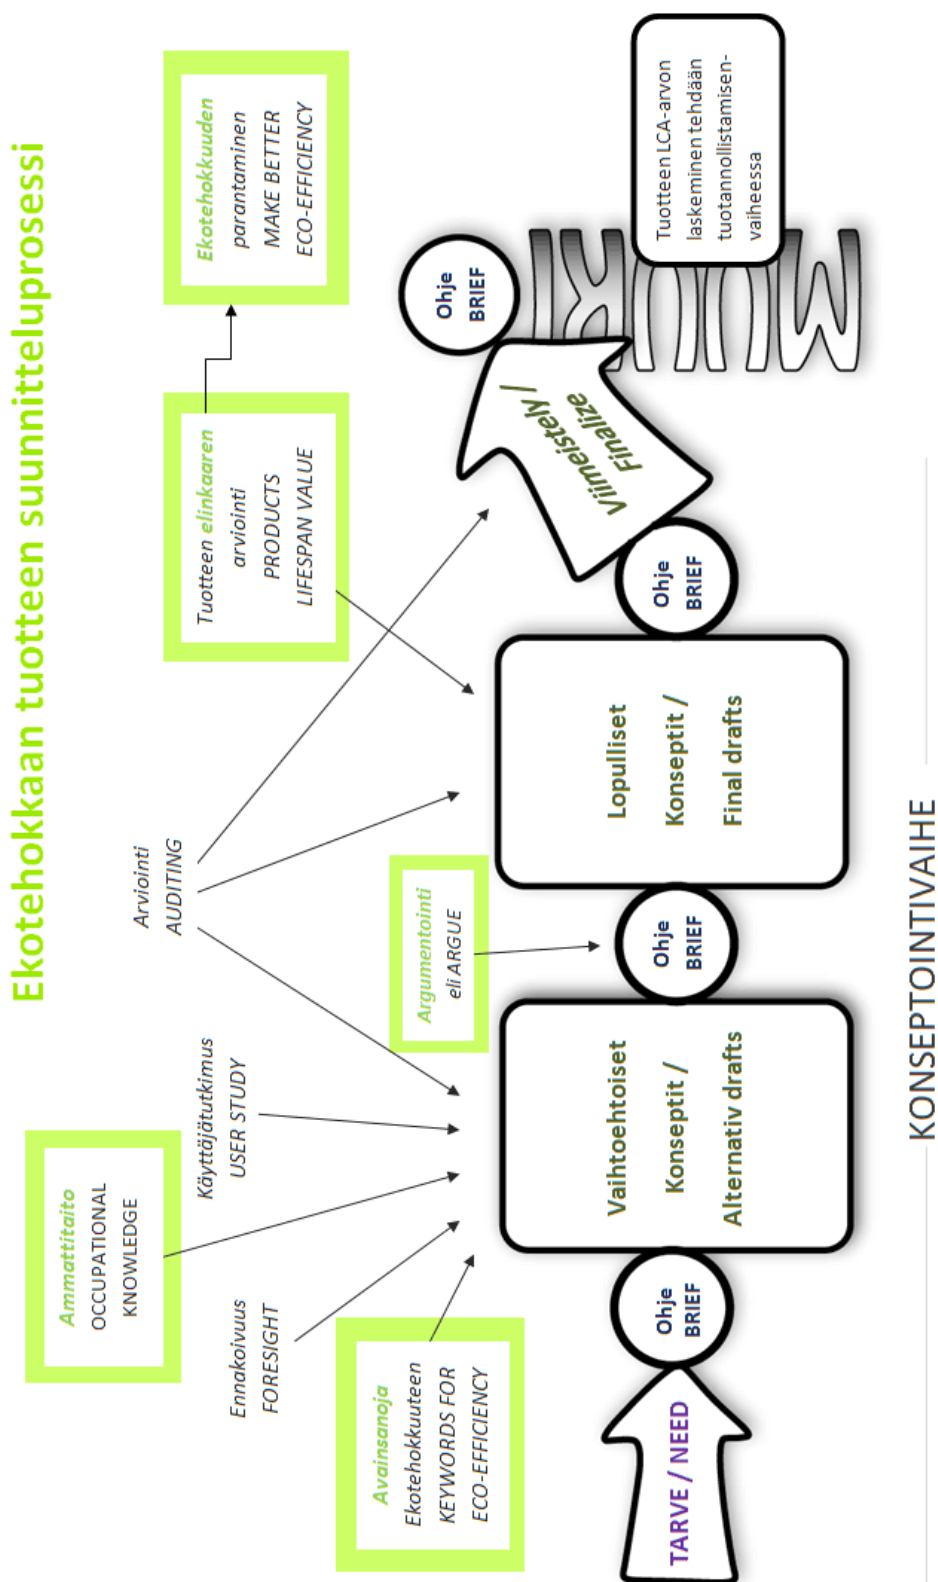 Ekotehokkaan tuotteen suunnitteluprosessi
Ammattitaito
OCCUPATIONAL
KNOWLEDGE
Ennakoivuus
FORESIGHT
Käyttäjätutkimus
USER STUDY
Arviointi
AUDITING
Tuotteen elinkaaren
arviointi
PRODUCTS
LIFESPAN VALUE
Ekotehokkuuden
parantaminen
MAKE BETTER
ECO-EFFICIENCY
Avainsanoja
Ekotehokkuuteen
KEYWORDS FOR
ECO-EFFICIENCY
Argumentointi
eli ARGUE
TARVE / NEED
Ohje
BRIEF
Vaihtoehtoiset
Konseptit /
Alternativ drafts
Ohje
BRIEF
Lopulliset
Konseptit /
Final drafts
Ohje
BRIEF
Viimeistely /
Finalize
Ohje
BRIEF
Tuotteen LCA-arvon
laskeminen tehdään
tuotannollistamisen-
vaiheessa
KONSEPTOINTIVAIHE